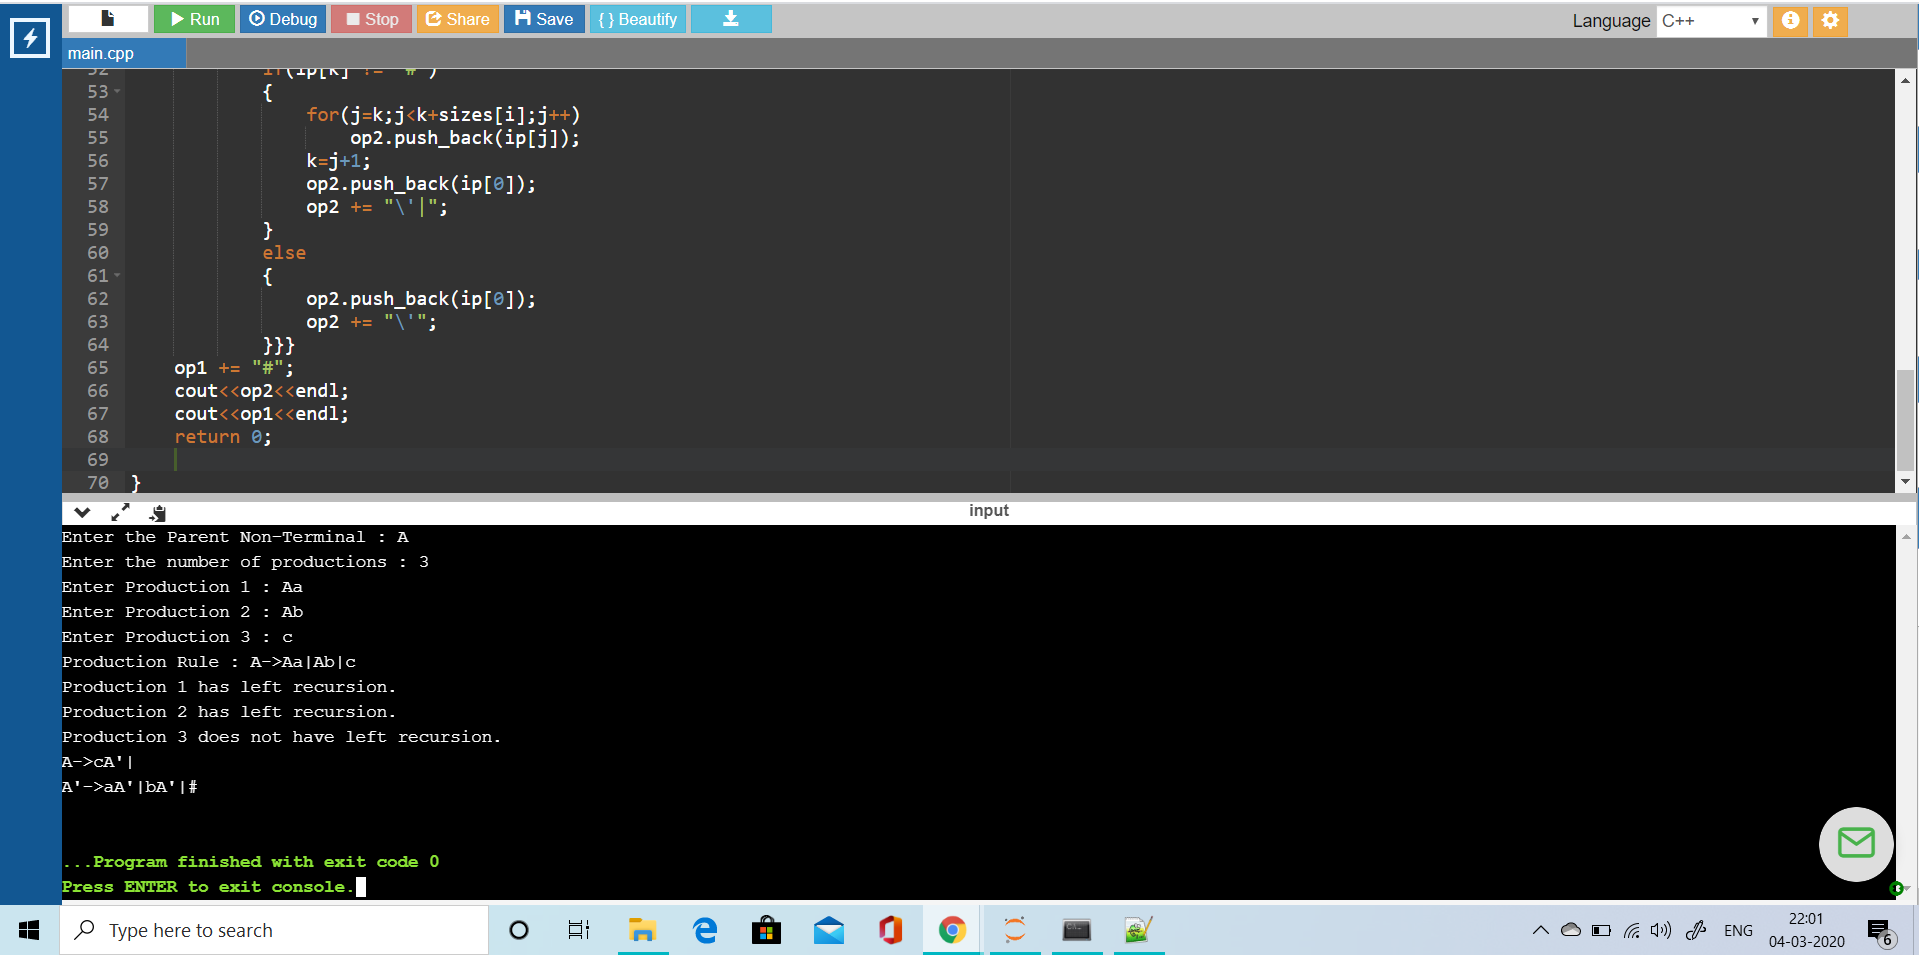 Run Debug Stop Share Save { } Beautify Language C++
main.cpp
52 if(ip[k] != '#')
53 {
54 for(j=k;j<k+sizes[i];j++)
55 op2.push_back(ip[j]);
56 k=j+1;
57 op2.push_back(ip[0]);
58 op2 += "\'|";
59 }
60 else
61 {
62 op2.push_back(ip[0]);
63 op2 += "\'";
64 }}}
65 op1 += "#";
66 cout<<op2<<endl;
67 cout<<op1<<endl;
68 return 0;
69
70 }
input
Enter the Parent Non-Terminal : A
Enter the number of productions : 3
Enter Production 1 : Aa
Enter Production 2 : Ab
Enter Production 3 : c
Production Rule : A->Aa|Ab|c
Production 1 has left recursion.
Production 2 has left recursion.
Production 3 does not have left recursion.
A->cA'|
A'->aA'|bA'|#
...Program finished with exit code 0
Press ENTER to exit console.
Type here to search
ENG
22:01
04-03-2020
6